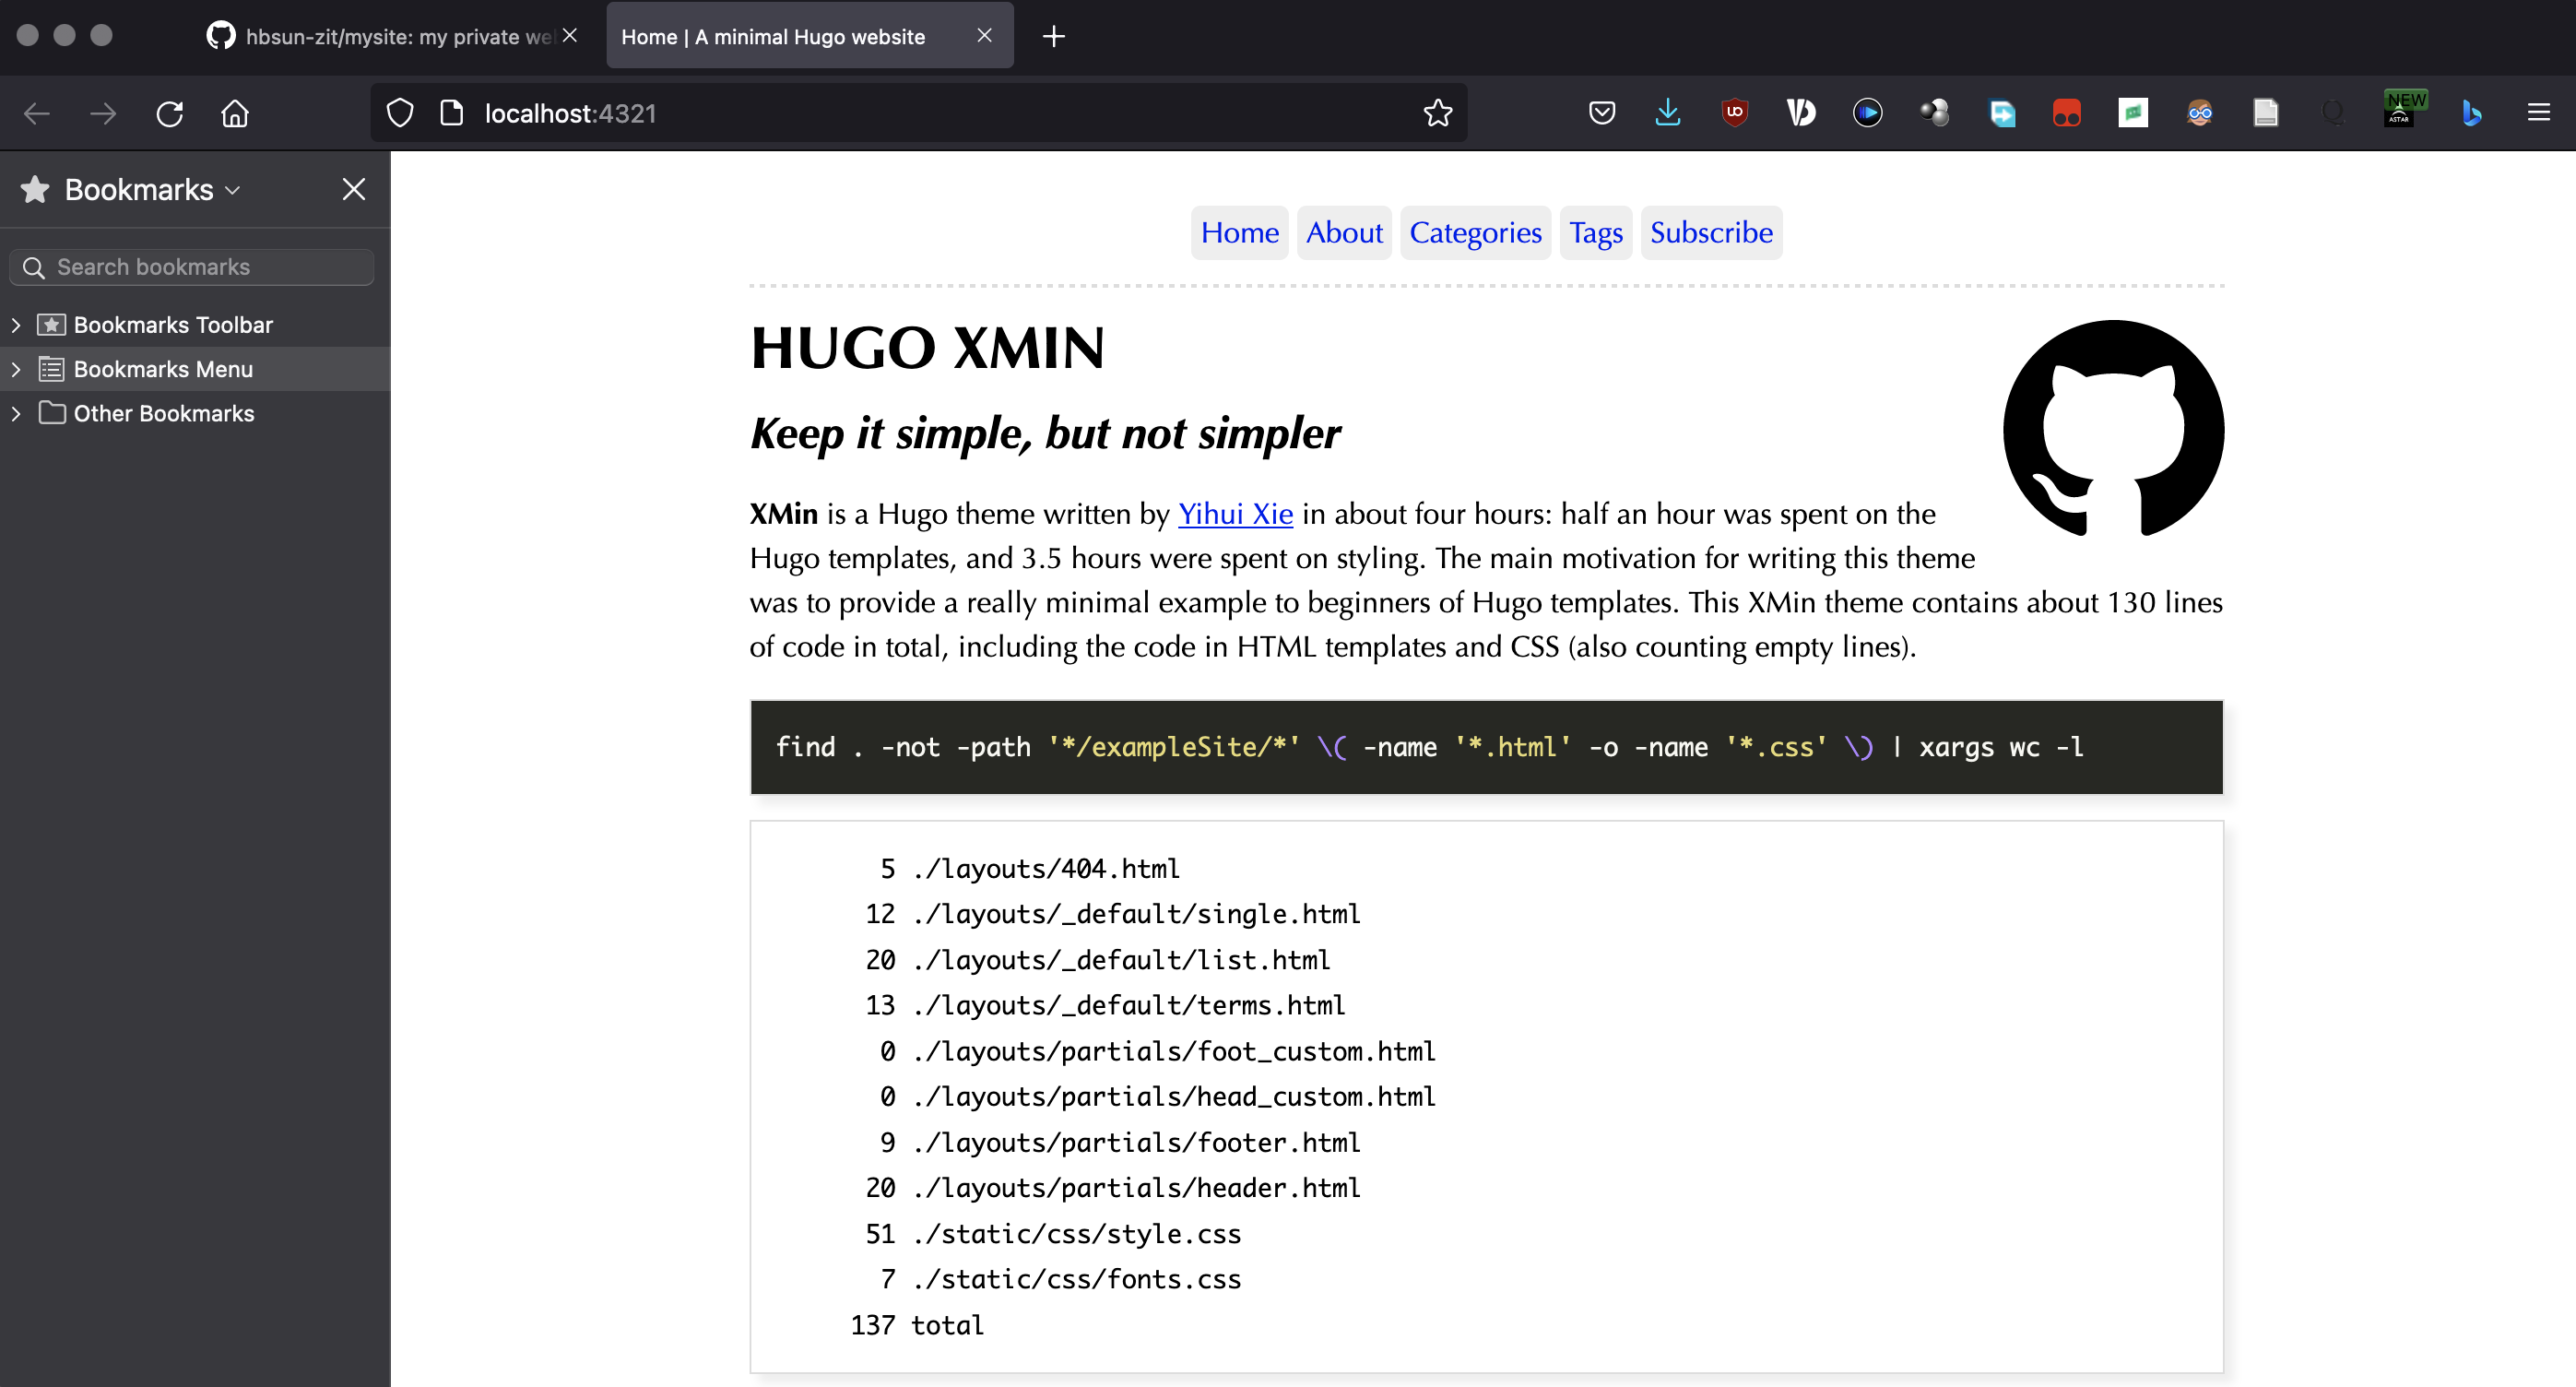 hbsun-zit/mysite: my private we
Home | A minimal Hugo website
localhost:4321
NEW
ASTAR
Bookmarks
Search bookmarks
Bookmarks Toolbar
Bookmarks Menu
Other Bookmarks
Home About Categories Tags Subscribe
HUGO XMIN
Keep it simple, but not simpler
XMin is a Hugo theme written by Yihui Xie in about four hours: half an hour was spent on the
Hugo templates, and 3.5 hours were spent on styling. The main motivation for writing this theme
was to provide a really minimal example to beginners of Hugo templates. This XMin theme contains about 130 lines
of code in total, including the code in HTML templates and CSS (also counting empty lines).
find . -not -path '*/exampleSite/*' \( -name '*.html' -o -name '*.css' \) | xargs wc -l
5 ./layouts/404.html
12 ./layouts/_default/single.html
20 ./layouts/_default/list.html
13 ./layouts/_default/terms.html
0 ./layouts/partials/foot_custom.html
0 ./layouts/partials/head_custom.html
9 ./layouts/partials/footer.html
20 ./layouts/partials/header.html
51 ./static/css/style.css
7 ./static/css/fonts.css
137 total